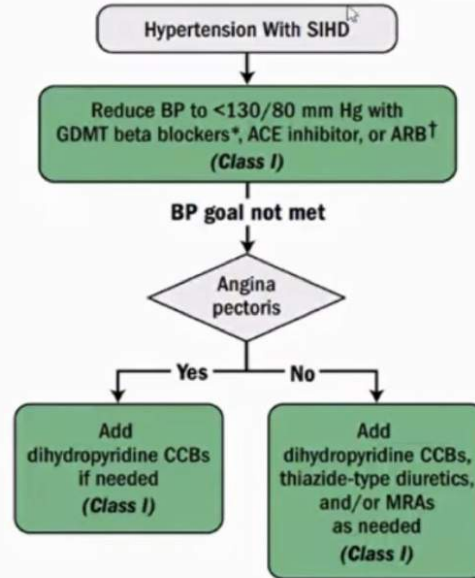 Hypertension With SIHD
Reduce BP to <130/80 mm Hg with
GDMT beta blockers*, ACE inhibitor, or ARB†
(Class I)
BP goal not met
Angina
pectoris
Yes
No
Add
dihydropyridine CCBs
if needed
(Class I)
Add
dihydropyridine CCBs,
thiazide-type diuretics,
and/or MRAs
as needed
(Class I)